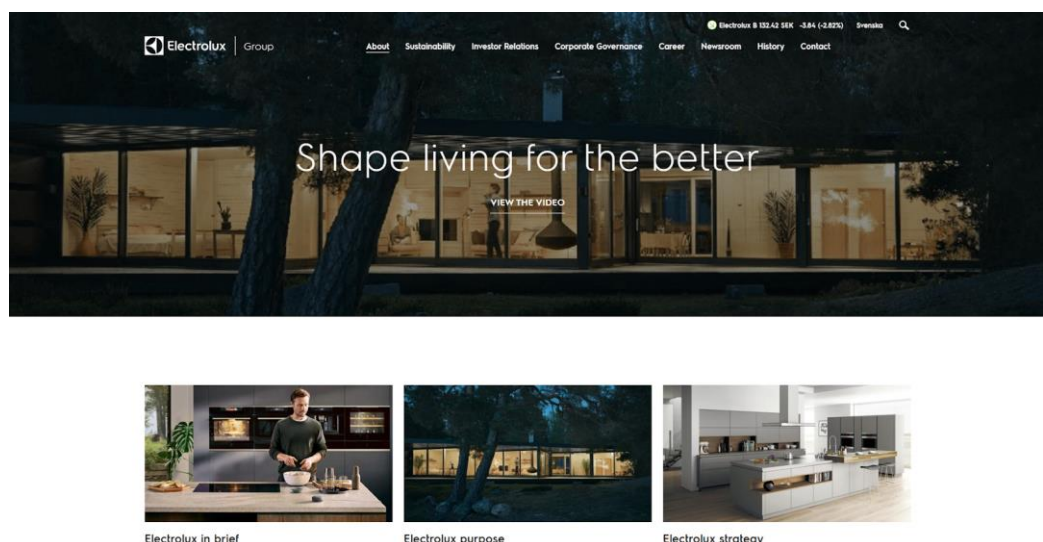 Electrolux B 132.42 SEK -3.84 (-2.82%) Svenska
Electrolux Group
About Sustainability Investor Relations Corporate Governance Career Newsroom History Contact
Shape living for the better
VIEW THE VIDEO
Electrolux in brief Electrolux purpose Electrolux strategy